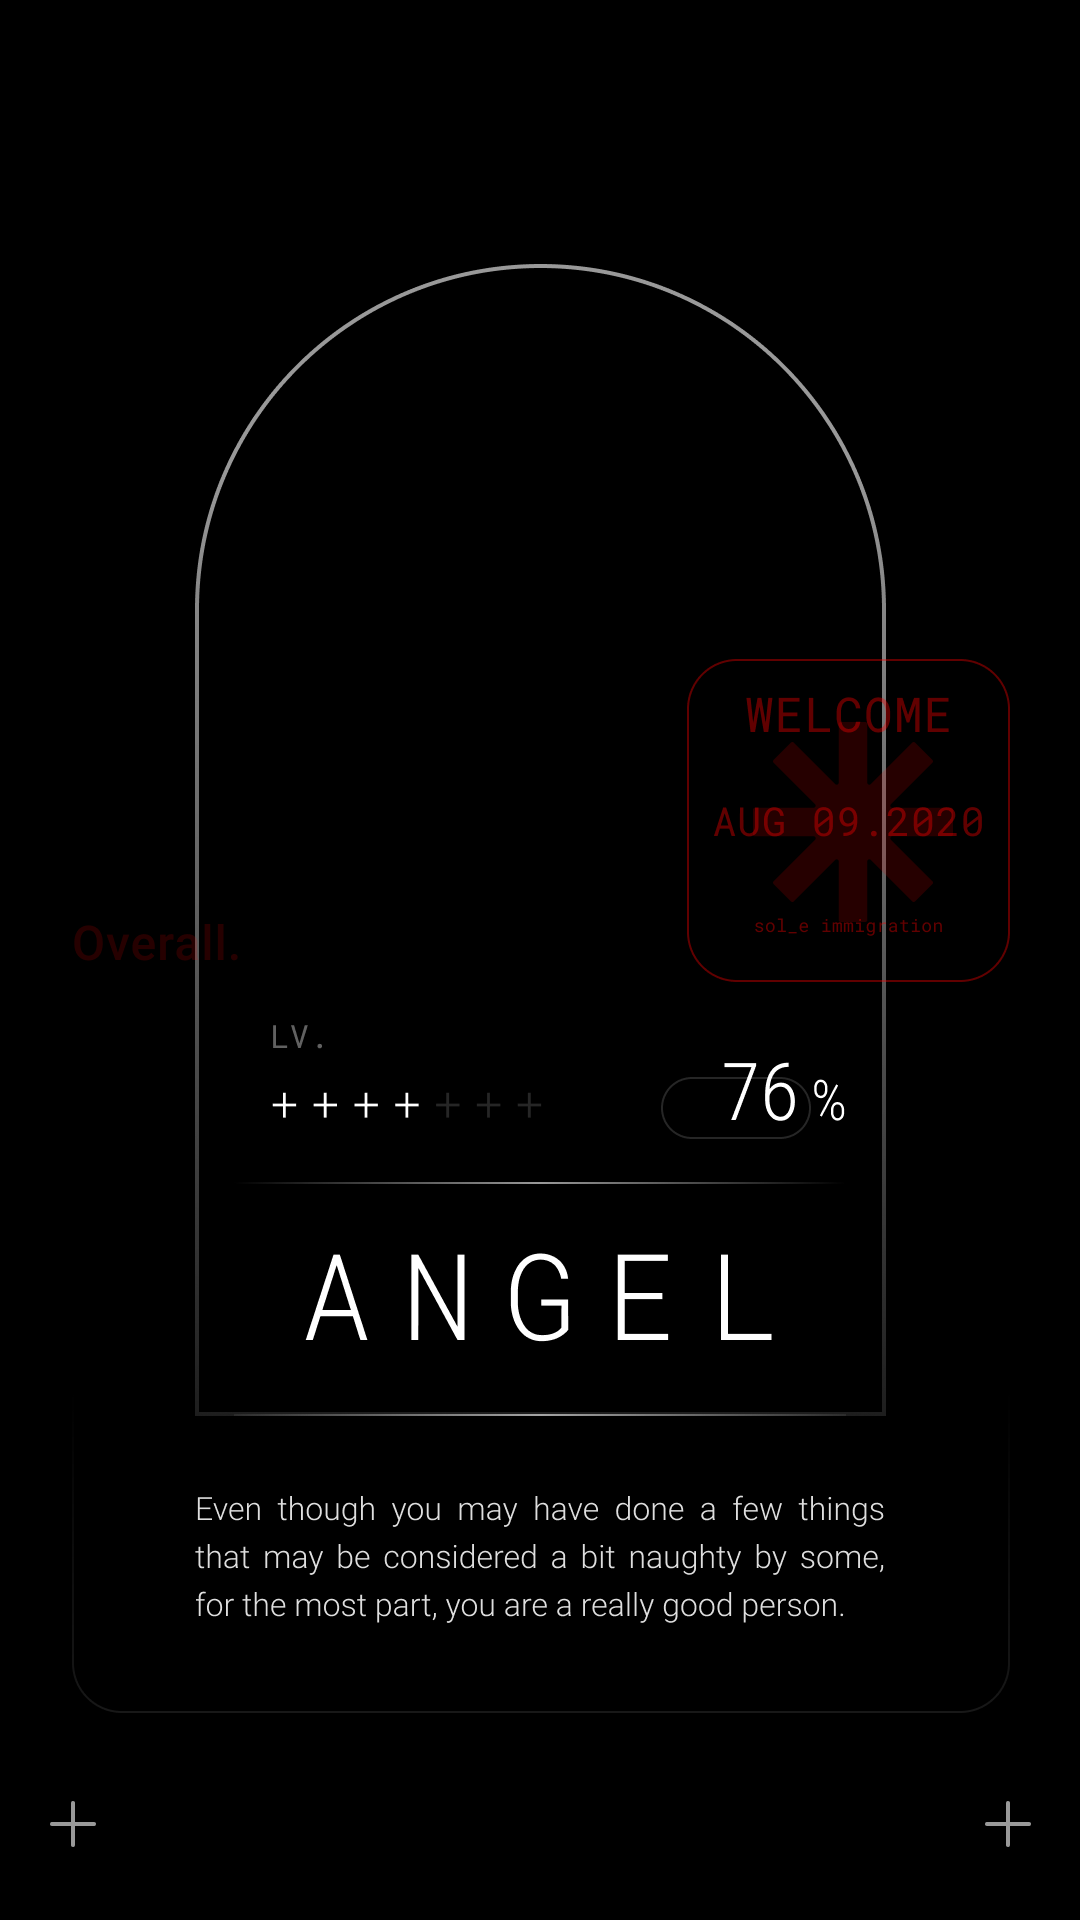 WELCOME
AUG 09.2020
sol_e immigration
Overall.
LV.
+++++++
76%
ANGEL
Even though you may have done a few things
that may be considered a bit naughty by some,
for the most part, you are a really good person.